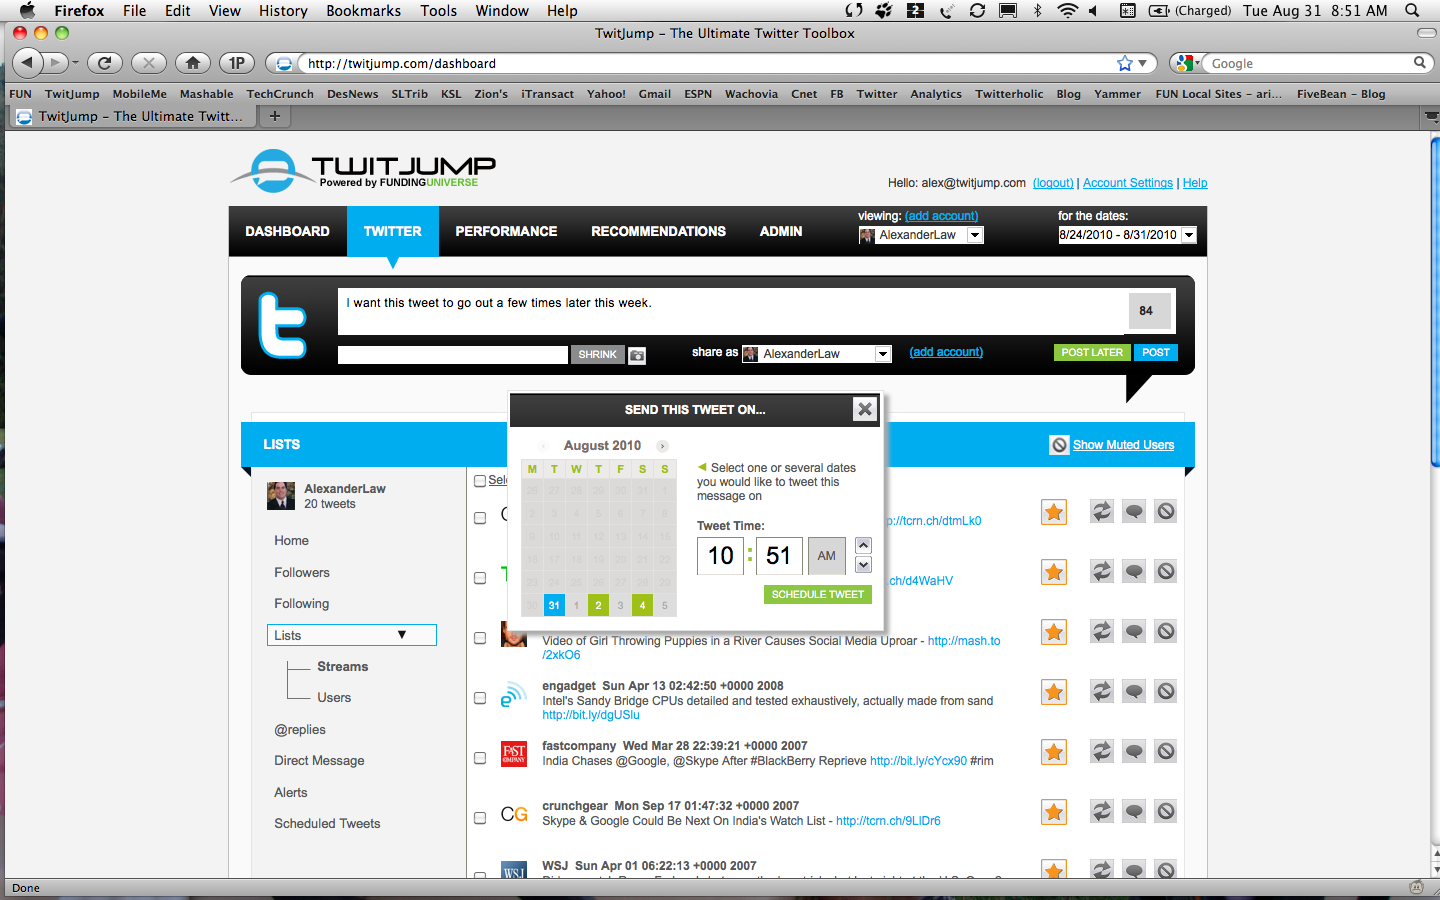 Firefox File Edit View History Bookmarks Tools Window Help 2 (Charged) Tue Aug 31 8:51 AM
TwitJump – The Ultimate Twitter Toolbox
1P http://twitjump.com/dashboard Google
FUN TwitJump MobileMe Mashable TechCrunch DesNews SLTrib KSL Zion's iTransact Yahoo! Gmail ESPN Wachovia Cnet FB Twitter Analytics Twitterholic Blog Yammer FUN Local Sites – ari... FiveBean – Blog
TwitJump – The Ultimate Twitt... +
TWITJUMP
Powered by FUNDINGUNIVERSE
Hello: alex@twitjump.com (logout) | Account Settings | Help
DASHBOARD TWITTER PERFORMANCE RECOMMENDATIONS ADMIN
viewing: (add account) for the dates:
AlexanderLaw 8/24/2010 - 8/31/2010
t
I want this tweet to go out a few times later this week.
84
SHRINK share as AlexanderLaw (add account) POST LATER POST
SEND THIS TWEET ON...
‹ August 2010 ›
M T W T F S S
26 27 28 29 30 31 1
2 3 4 5 6 7 8
9 10 11 12 13 14 15
16 17 18 19 20 21 22
23 24 25 26 27 28 29
30 31 1 2 3 4 5
Select one or several dates
you would like to tweet this
message on
Tweet Time:
10 : 51 AM
SCHEDULE TWEET
LISTS
Show Muted Users
AlexanderLaw
20 tweets
Home
Followers
Following
Lists ▼
Streams
Users
@replies
Direct Message
Alerts
Scheduled Tweets
Sele
p://tcrn.ch/dtmLk0
ch/d4WaHV
Video of Girl Throwing Puppies in a River Causes Social Media Uproar - http://mash.to
/2xkO6
engadget Sun Apr 13 02:42:50 +0000 2008
Intel's Sandy Bridge CPUs detailed and tested exhaustively, actually made from sand
http://bit.ly/dgUSlu
FAST COMPANY
fastcompany Wed Mar 28 22:39:21 +0000 2007
India Chases @Google, @Skype After #BlackBerry Reprieve http://bit.ly/cYcx90 #rim
CG
crunchgear Mon Sep 17 01:47:32 +0000 2007
Skype & Google Could Be Next On India's Watch List - http://tcrn.ch/9LlDr6
WSJ
WSJ Sun Apr 01 06:22:13 +0000 2007
Done